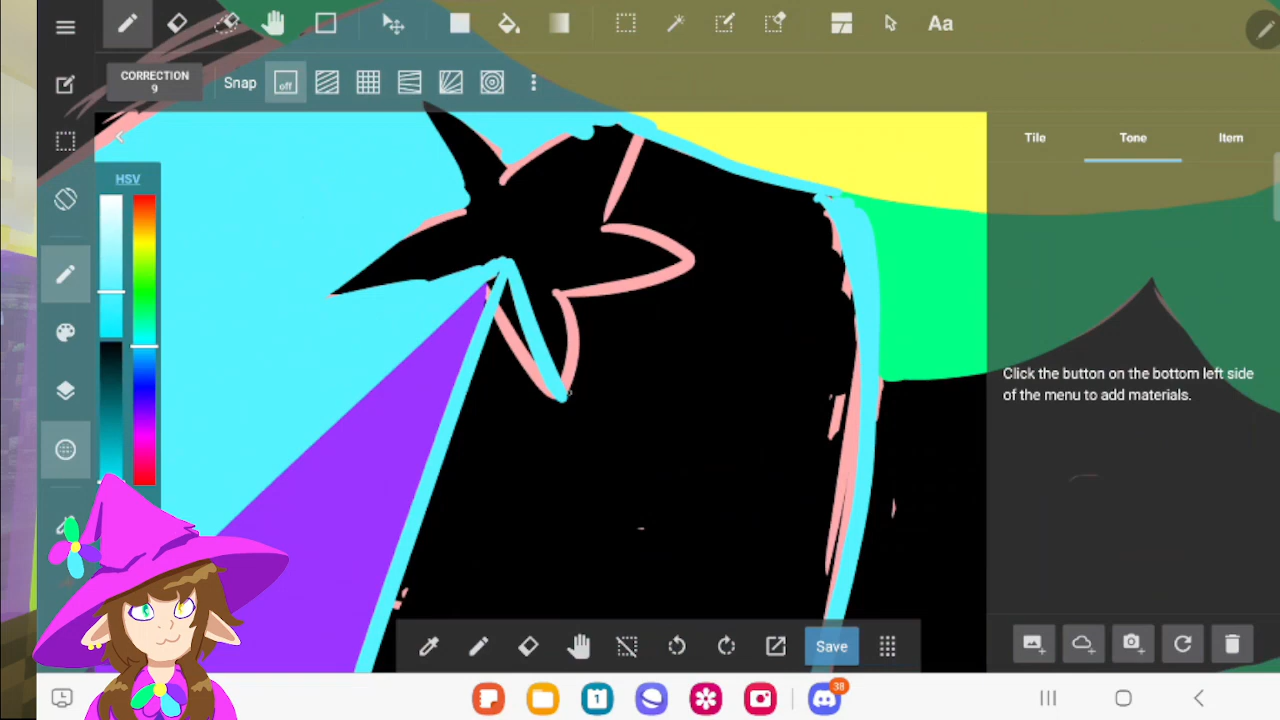 Aa
CORRECTION
9
Snap
off
Tile
Tone
Item
HSV
Click the button on the bottom left side
of the menu to add materials.
Save
1
38